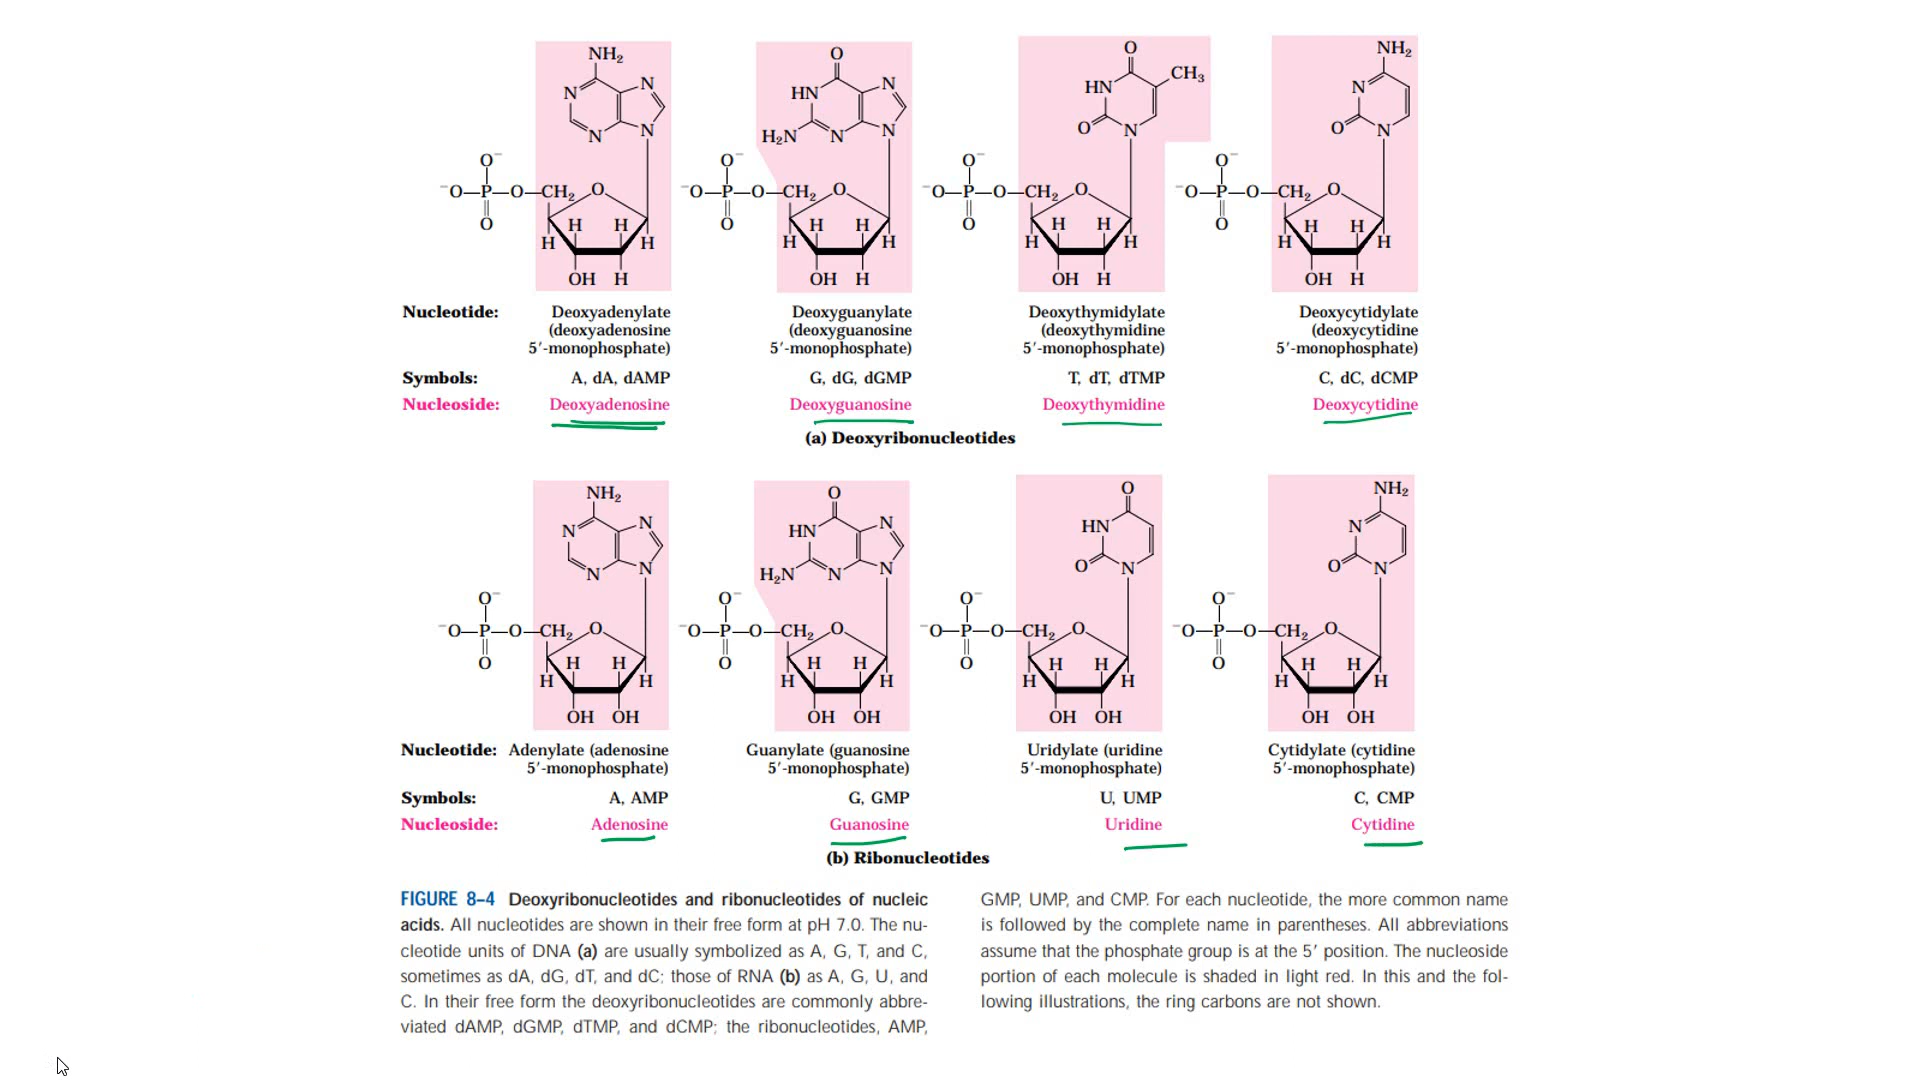 NH₂ O O CH₃ NH₂
N N HN N HN N
N N H₂N N N O N O N
O⁻ O⁻ O⁻ O⁻
⁻O—P—O—CH₂ O ⁻O—P—O—CH₂ O ⁻O—P—O—CH₂ O ⁻O—P—O—CH₂ O
O H H H H O H H H H O H H H H O H H H H
OH H OH H OH H OH H
Nucleotide: Deoxyadenylate Deoxyguanylate Deoxythymidylate Deoxycytidylate
(deoxyadenosine (deoxyguanosine (deoxythymidine (deoxycytidine
5′-monophosphate) 5′-monophosphate) 5′-monophosphate) 5′-monophosphate)
Symbols: A, dA, dAMP G, dG, dGMP T, dT, dTMP C, dC, dCMP
Nucleoside: Deoxyadenosine Deoxyguanosine Deoxythymidine Deoxycytidine
(a) Deoxyribonucleotides
NH₂ O O NH₂
N N HN N HN N
N N H₂N N N O N O N
O⁻ O⁻ O⁻ O⁻
⁻O—P—O—CH₂ O ⁻O—P—O—CH₂ O ⁻O—P—O—CH₂ O ⁻O—P—O—CH₂ O
O H H H H O H H H H O H H H H O H H H H
OH OH OH OH OH OH OH OH
Nucleotide: Adenylate (adenosine Guanylate (guanosine Uridylate (uridine Cytidylate (cytidine
5′-monophosphate) 5′-monophosphate) 5′-monophosphate) 5′-monophosphate)
Symbols: A, AMP G, GMP U, UMP C, CMP
Nucleoside: Adenosine Guanosine Uridine Cytidine
(b) Ribonucleotides
FIGURE 8–4 Deoxyribonucleotides and ribonucleotides of nucleic
acids. All nucleotides are shown in their free form at pH 7.0. The nu-
cleotide units of DNA (a) are usually symbolized as A, G, T, and C,
sometimes as dA, dG, dT, and dC; those of RNA (b) as A, G, U, and
C. In their free form the deoxyribonucleotides are commonly abbre-
viated dAMP, dGMP, dTMP, and dCMP; the ribonucleotides, AMP,
GMP, UMP, and CMP. For each nucleotide, the more common name
is followed by the complete name in parentheses. All abbreviations
assume that the phosphate group is at the 5′ position. The nucleoside
portion of each molecule is shaded in light red. In this and the fol-
lowing illustrations, the ring carbons are not shown.